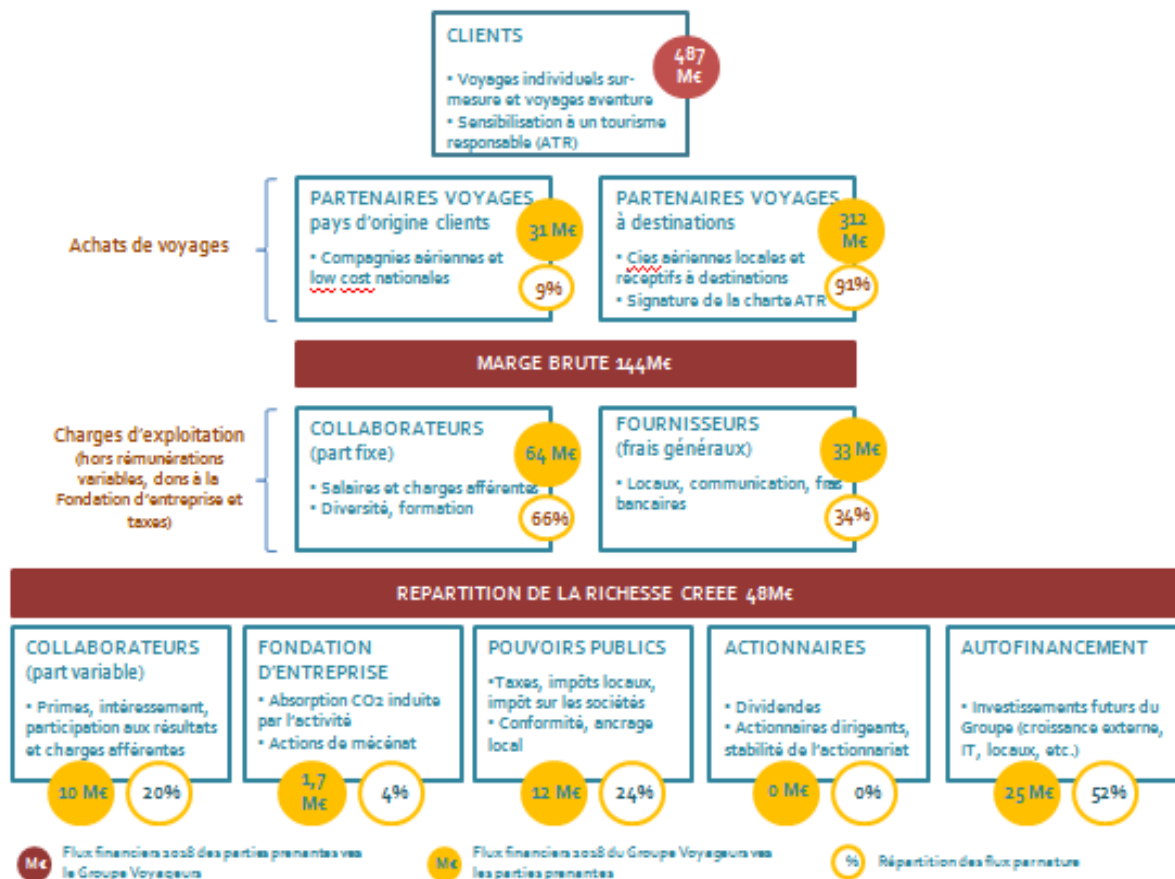 CLIENTS
487
M€
• Voyages individuels sur-
mesure et voyages aventure
• Sensibilisation à un tourisme
responsable (ATR)
Achats de voyages
PARTENAIRES VOYAGES
pays d'origine clients
31 M€
• Compagnies aériennes et
low cost nationales
9%
PARTENAIRES VOYAGES
à destinations
312
M€
• Cies aériennes locales et
réceptifs à destinations
• Signature de la charte ATR
91%
MARGE BRUTE 144M€
Charges d'exploitation
(hors rémunérations
variables, dons à la
Fondation d'entreprise et
taxes)
COLLABORATEURS
(part fixe)
64 M€
• Salaires et charges afférentes
• Diversité, formation
66%
FOURNISSEURS
(frais généraux)
33 M€
• Locaux, communication, frais
bancaires
34%
REPARTITION DE LA RICHESSE CREEE 48M€
COLLABORATEURS
(part variable)
• Primes, intéressement,
participation aux résultats
et charges afférentes
10 M€
20%
FONDATION
D'ENTREPRISE
• Absorption CO2 induite
par l'activité
• Actions de mécénat
1,7
M€
4%
POUVOIRS PUBLICS
•Taxes, impôts locaux,
impôt sur les sociétés
• Conformité, ancrage
local
12 M€
24%
ACTIONNAIRES
• Dividendes
• Actionnaires dirigeants,
stabilité de l'actionnariat
0 M€
0%
AUTOFINANCEMENT
• Investissements futurs du
Groupe (croissance externe,
IT, locaux, etc.)
25 M€
52%
M€
Flux financiers 2018 des parties prenantes ves
le Groupe Voyageurs
M€
Flux financiers 2018 du Groupe Voyageurs ves
les parties prenantes
%
Répartition des flux par nature